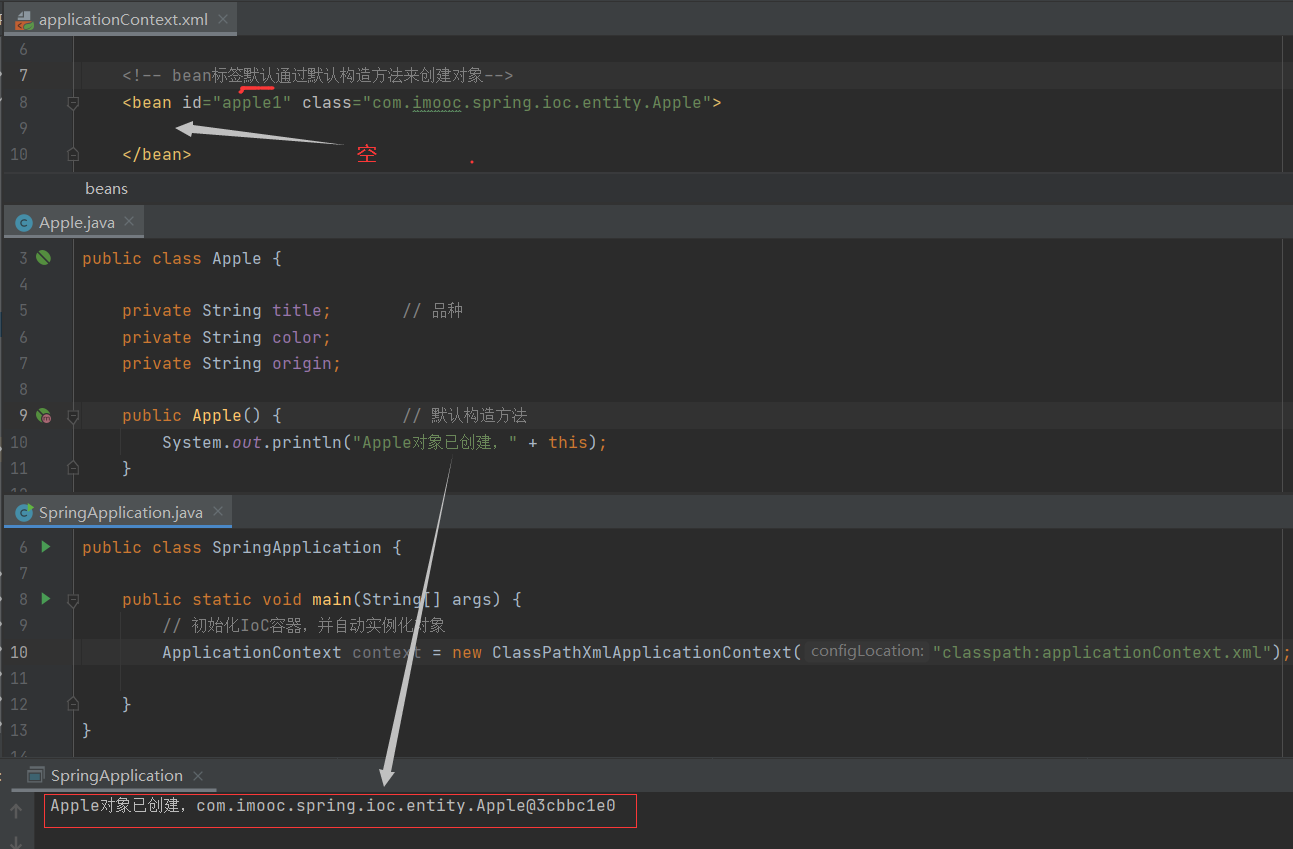 applicationContext.xml
6
7 <!-- bean标签默认通过默认构造方法来创建对象-->
8 <bean id="apple1" class="com.imooc.spring.ioc.entity.Apple">
9
10 </bean>
空
beans
Apple.java
3 public class Apple {
4
5 private String title; // 品种
6 private String color;
7 private String origin;
8
9 public Apple() { // 默认构造方法
10 System.out.println("Apple对象已创建，" + this);
11 }
SpringApplication.java
6 public class SpringApplication {
7
8 public static void main(String[] args) {
9 // 初始化IoC容器，并自动实例化对象
10 ApplicationContext context = new ClassPathXmlApplicationContext( configLocation: "classpath:applicationContext.xml");
11
12 }
13 }
SpringApplication
Apple对象已创建，com.imooc.spring.ioc.entity.Apple@3cbbc1e0